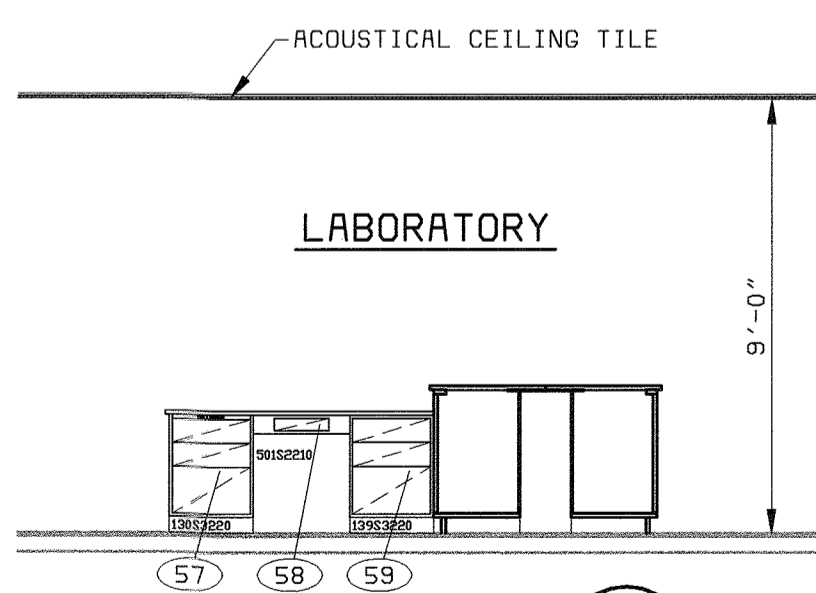 ACOUSTICAL CEILING TILE
LABORATORY
9'-0"
501S2210
130S3220
139S3220
57
58
59